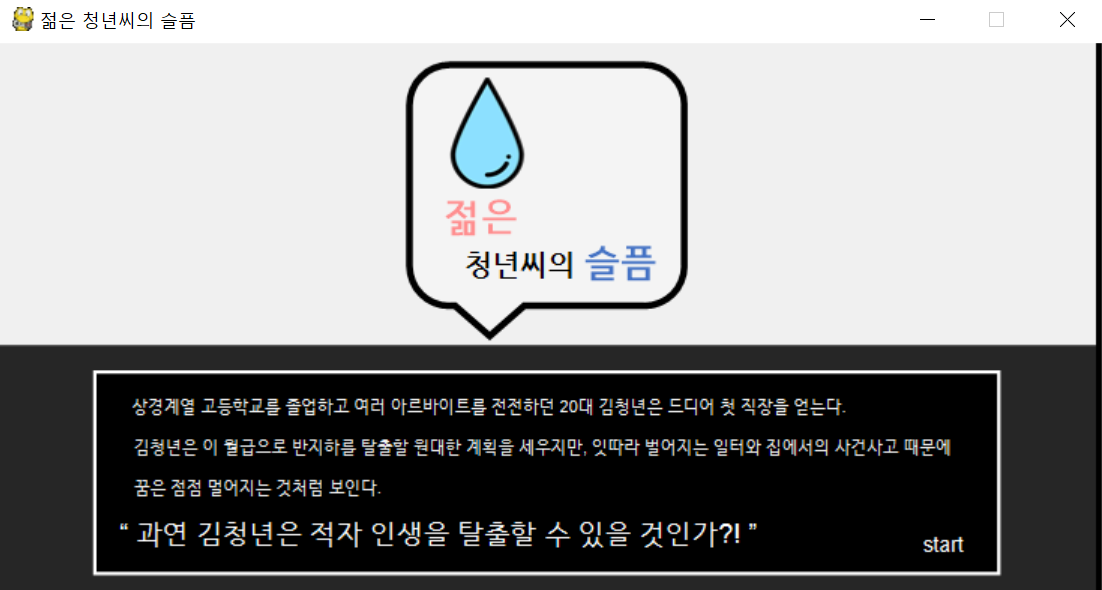 젊은 청년씨의 슬픔
젊은
청년씨의 슬픔
상경계열 고등학교를 졸업하고 여러 아르바이트를 전전하던 20대 김청년은 드디어 첫 직장을 얻는다.
김청년은 이 월급으로 반지하를 탈출할 원대한 계획을 세우지만, 잇따라 벌어지는 일터와 집에서의 사건사고 때문에
꿈은 점점 멀어지는 것처럼 보인다.
“ 과연 김청년은 적자 인생을 탈출할 수 있을 것인가?! ”
start